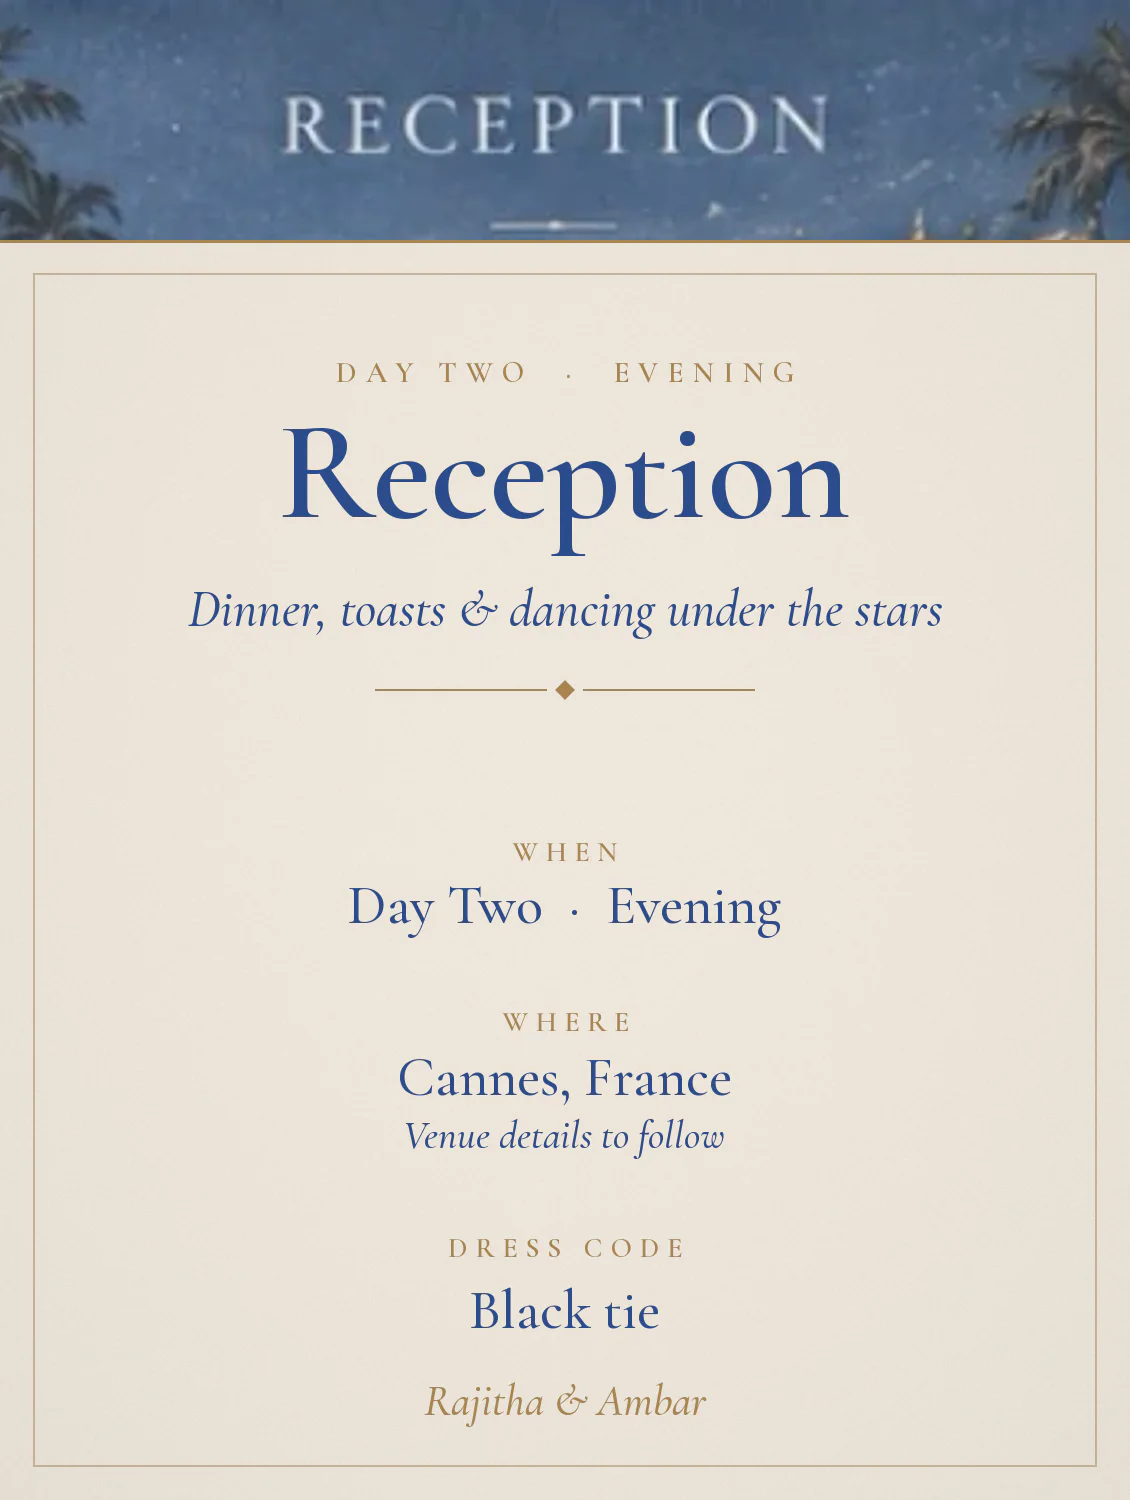 RECEPTION
DAY TWO · EVENING
Reception
Dinner, toasts & dancing under the stars
WHEN
Day Two · Evening
WHERE
Cannes, France
Venue details to follow
DRESS CODE
Black tie
Rajitha & Ambar